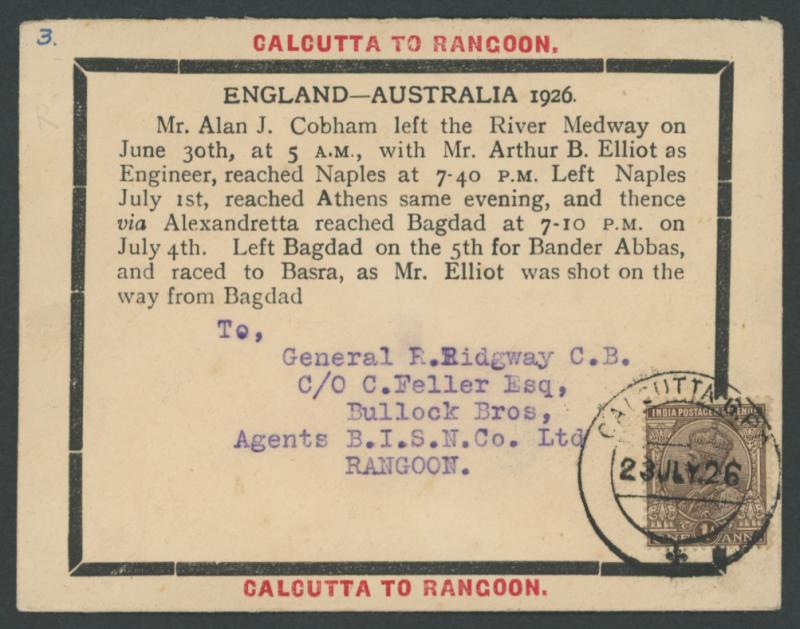 3.
CALCUTTA TO RANGOON.
ENGLAND—AUSTRALIA 1926.
Mr. Alan J. Cobham left the River Medway on
June 30th, at 5 A.M., with Mr. Arthur B. Elliot as
Engineer, reached Naples at 7-40 P.M. Left Naples
July 1st, reached Athens same evening, and thence
via Alexandretta reached Bagdad at 7-10 P.M. on
July 4th. Left Bagdad on the 5th for Bander Abbas,
and raced to Basra, as Mr. Elliot was shot on the
way from Bagdad
To,
General R.Ridgway C.B.
C/O C.Feller Esq,
Bullock Bros,
Agents B.I.S.N.Co. Ltd
RANGOON.
CALCUTTA
INDIA POSTAGE
23 JLY. 26
ONE ANNA
CALCUTTA TO RANGOON.